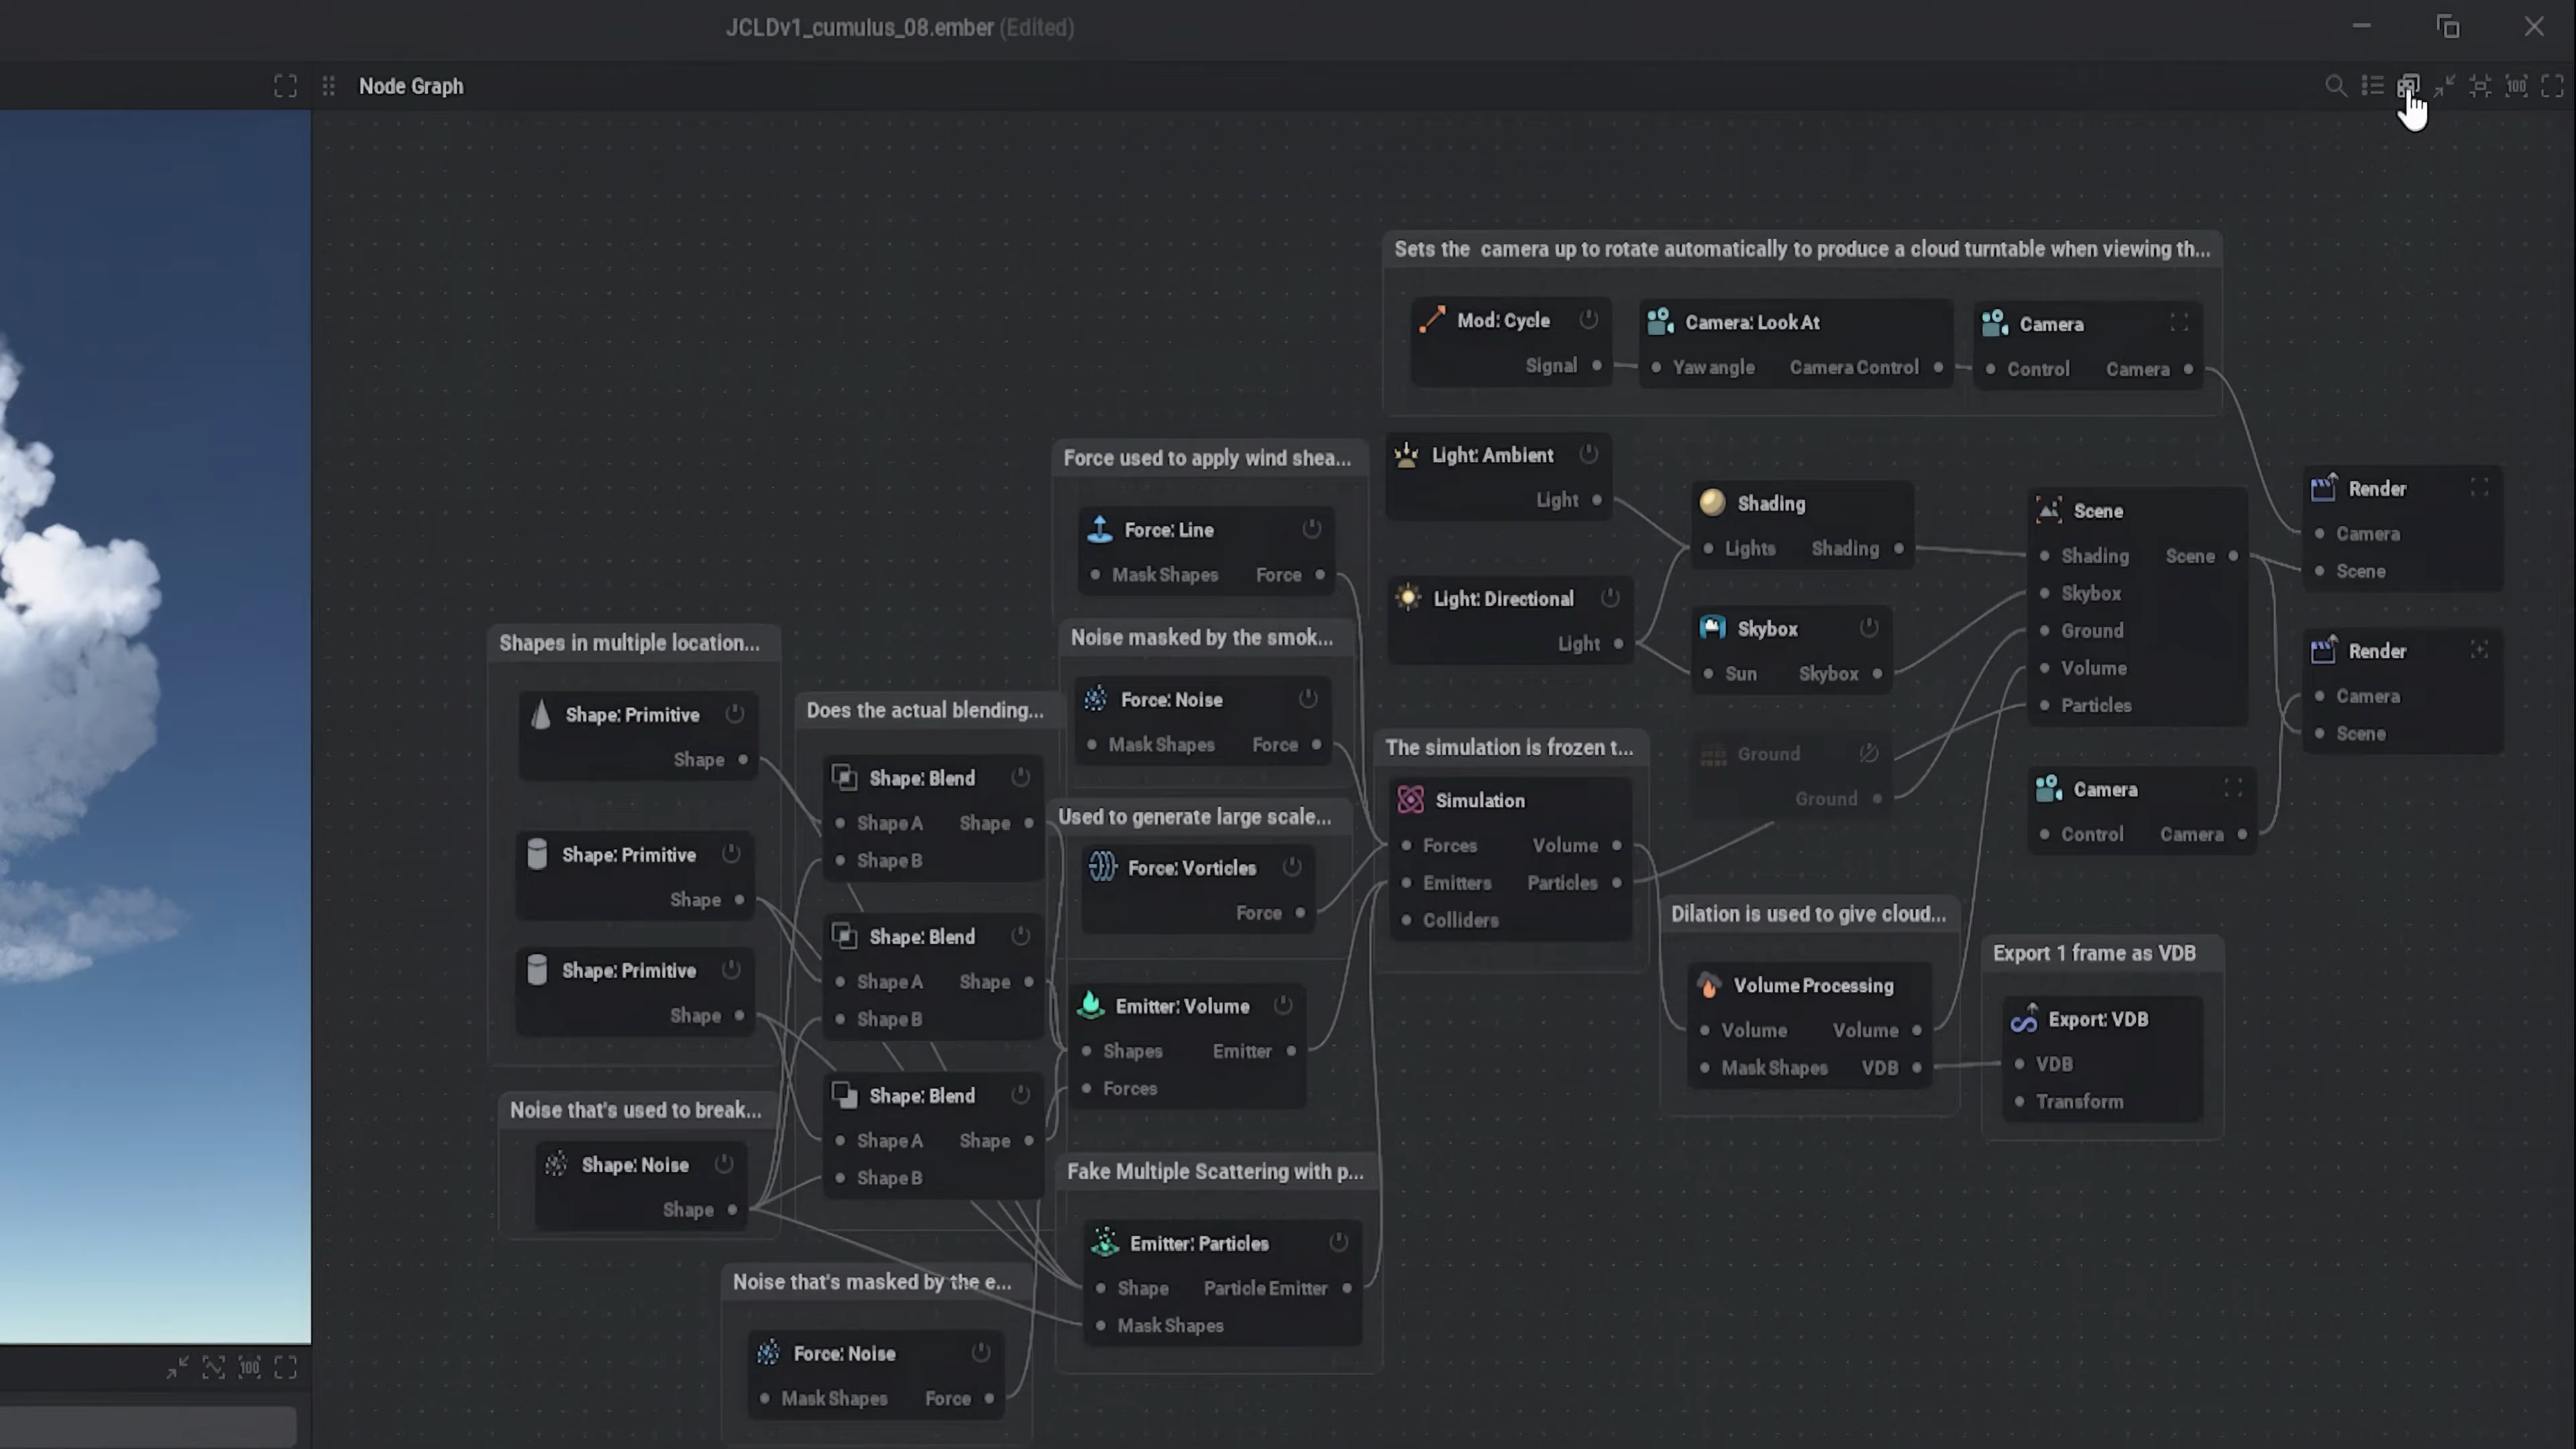 JCLDv1_cumulus_08.ember (Edited)
Node Graph
100
Sets the  camera up to rotate automatically to produce a cloud turntable when viewing th...
Mod: Cycle
Signal
Camera: Look At
Yaw angle Camera Control
Camera
Control Camera
Force used to apply wind shea...
Force: Line
Mask Shapes Force
Light: Ambient
Light
Light: Directional
Light
Shading
Lights Shading
Skybox
Sun Skybox
Ground
Ground
Scene
Shading Scene
Skybox
Ground
Volume
Particles
Render
Camera
Scene
Render
Camera
Scene
Camera
Control Camera
Shapes in multiple location...
Shape: Primitive
Shape
Shape: Primitive
Shape
Shape: Primitive
Shape
Does the actual blending...
Shape: Blend
Shape A Shape
Shape B
Shape: Blend
Shape A Shape
Shape B
Shape: Blend
Shape A Shape
Shape B
Noise masked by the smok...
Force: Noise
Mask Shapes Force
Used to generate large scale...
Force: Vorticles
Force
Emitter: Volume
Shapes Emitter
Forces
The simulation is frozen t...
Simulation
Forces Volume
Emitters Particles
Colliders
Dilation is used to give cloud...
Volume Processing
Volume Volume
Mask Shapes VDB
Export 1 frame as VDB
Export: VDB
VDB
Transform
Noise that's used to break...
Shape: Noise
Shape
Fake Multiple Scattering with p...
Emitter: Particles
Shape Particle Emitter
Mask Shapes
Noise that's masked by the e...
Force: Noise
Mask Shapes Force
100